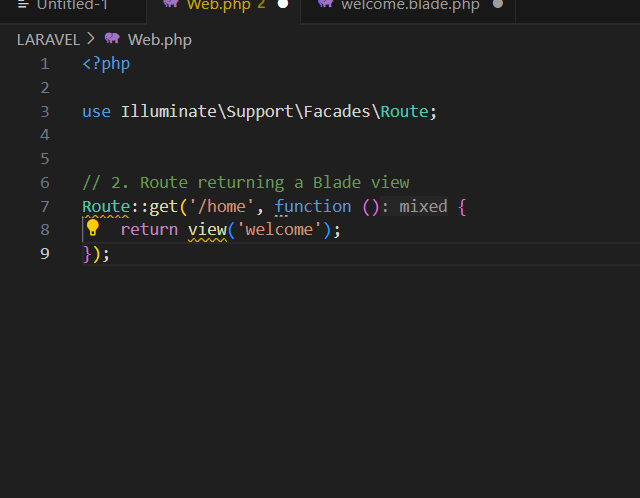 Untitled-1 Web.php 2 welcome.blade.php
LARAVEL > Web.php
1 <?php
2
3 use Illuminate\Support\Facades\Route;
4
5
6 // 2. Route returning a Blade view
7 Route::get('/home', function (): mixed {
8 return view('welcome');
9 });